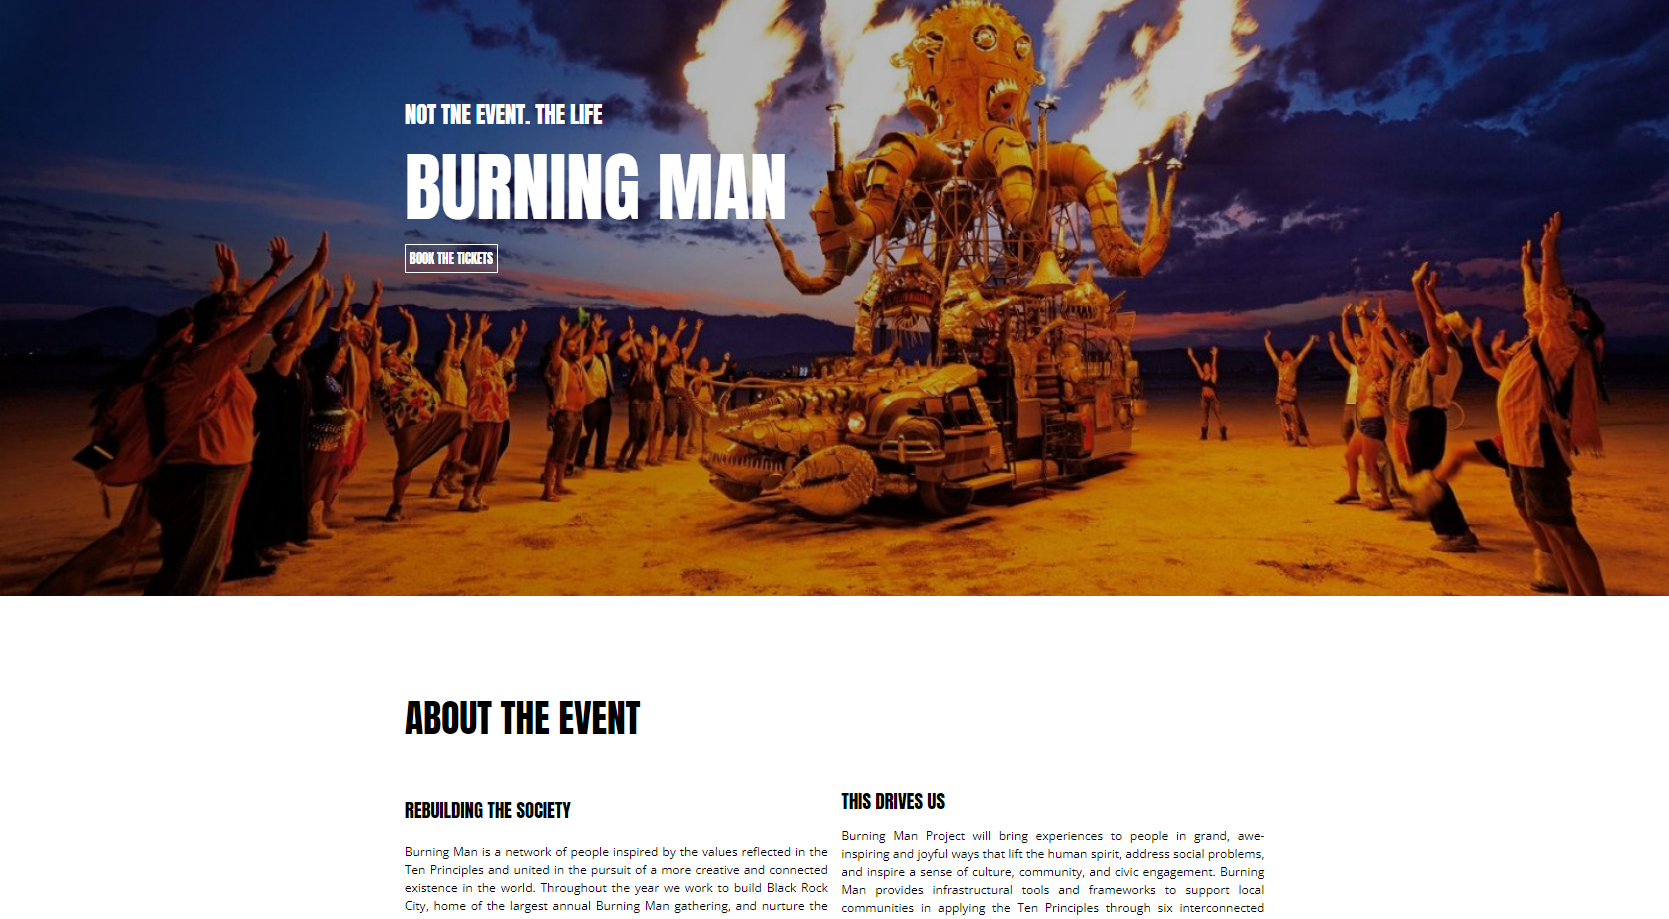 NOT TNE EVENT. THE LIFE
BURNING MAN
BOOK THE TICKETS
ABOUT THE EVENT
REBUILDING THE SOCIETY
Burning Man is a network of people inspired by the values reflected in the
Ten Principles and united in the pursuit of a more creative and connected
existence in the world. Throughout the year we work to build Black Rock
City, home of the largest annual Burning Man gathering, and nurture the
THIS DRIVES US
Burning Man Project will bring experiences to people in grand, awe-
inspiring and joyful ways that lift the human spirit, address social problems,
and inspire a sense of culture, community, and civic engagement. Burning
Man provides infrastructural tools and frameworks to support local
communities in applying the Ten Principles through six interconnected